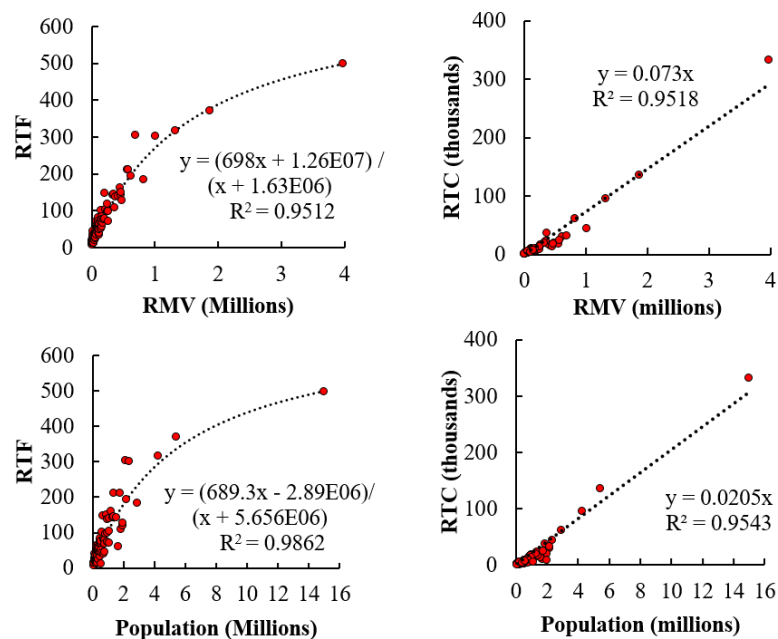 600
500
400
300
200
100
0
RTF
y = (698x + 1.26E07) /
(x + 1.63E06)
R² = 0.9512
0 1 2 3 4
RMV (Millions)
400
300
200
100
0
RTC (thousands)
y = 0.073x
R² = 0.9518
0 1 2 3 4
RMV (millions)
600
500
400
300
200
100
0
RTF
y = (689.3x - 2.89E06)/
(x + 5.656E06)
R² = 0.9862
0 2 4 6 8 10 12 14 16
Population (Millions)
400
300
200
100
0
RTC (thousands)
y = 0.0205x
R² = 0.9543
0 2 4 6 8 10 12 14 16
Population (millions)